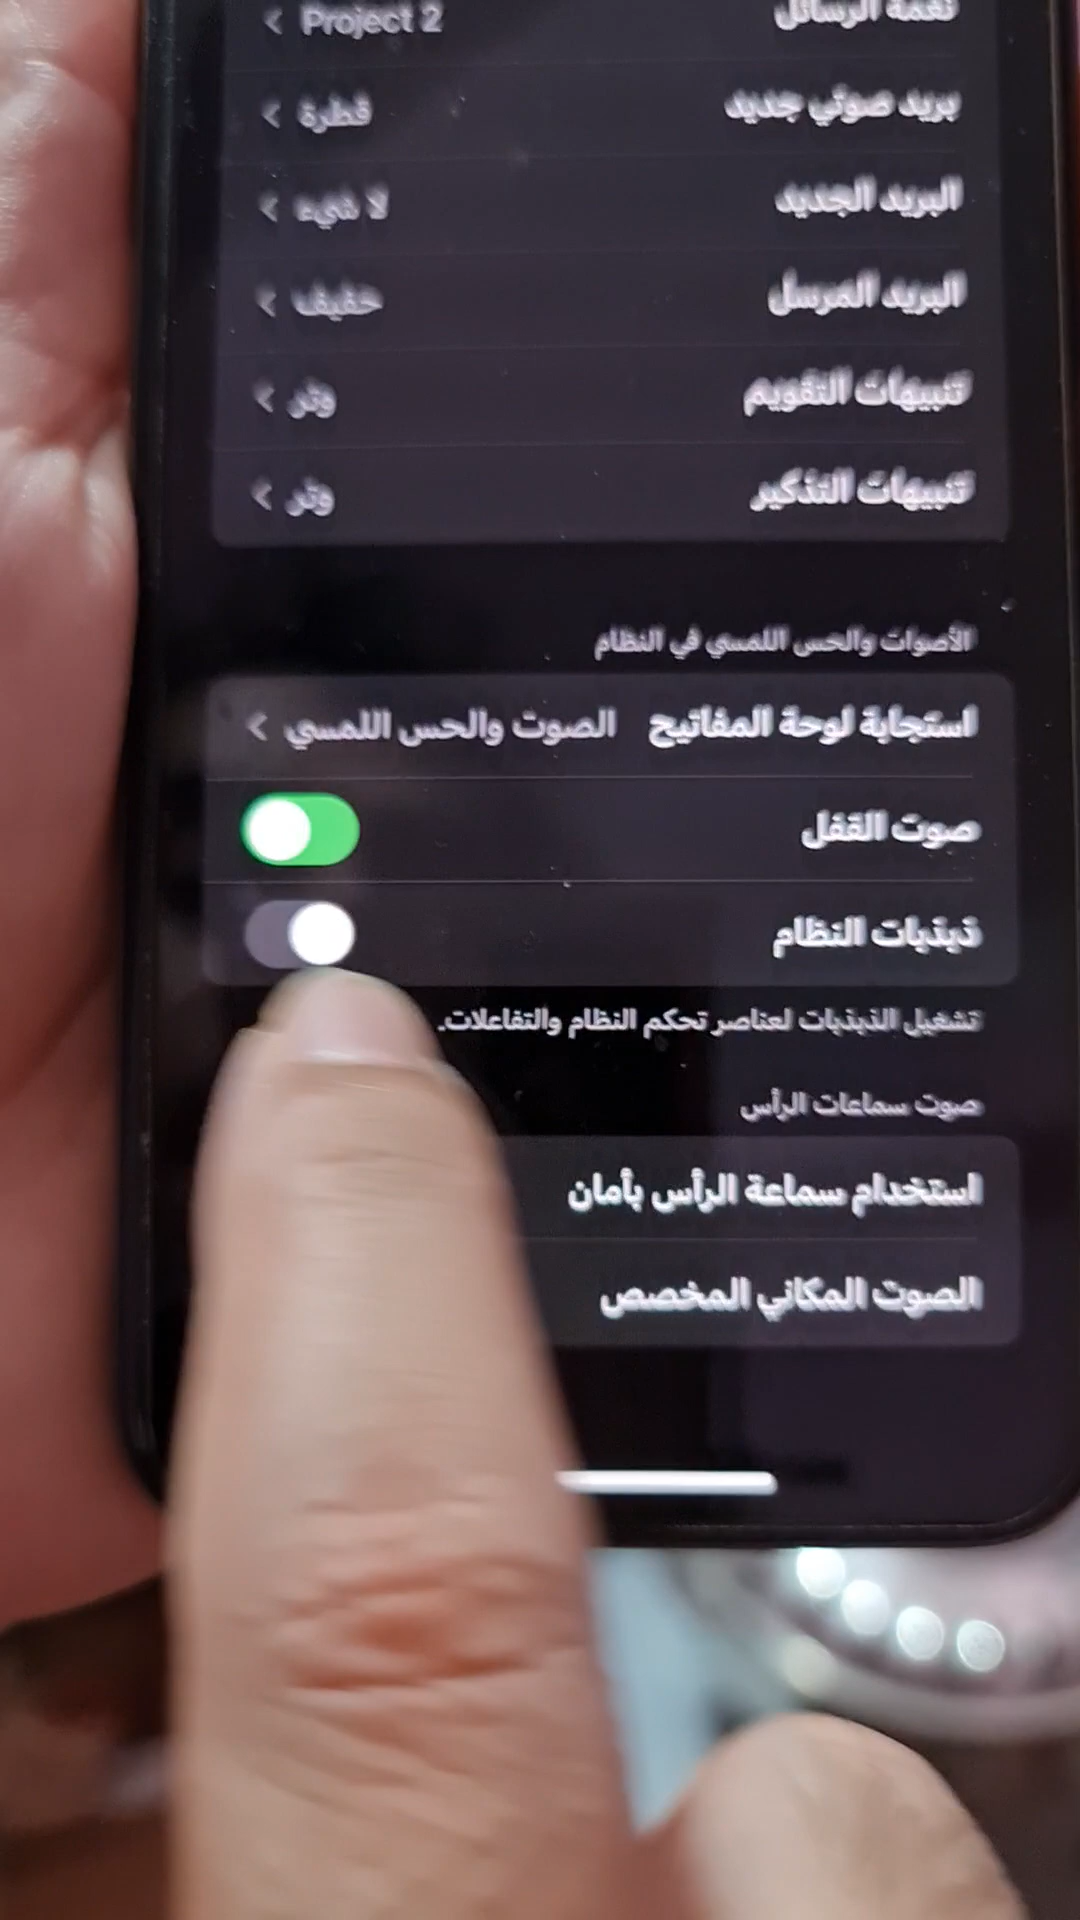 نغمة الرسائل Project 2
بريد صوتي جديد قطرة
البريد الجديد لا شيء
البريد المرسل خفيف
تنبيهات التقويم وتر
تنبيهات التذكير وتر
الأصوات والحس اللمسي في النظام
استجابة لوحة المفاتيح الصوت والحس اللمسي
صوت القفل
ذبذبات النظام
تشغيل الذبذبات لعناصر تحكم النظام والتفاعلات.
صوت سماعات الرأس
استخدام سماعة الرأس بأمان
الصوت المكاني المخصص